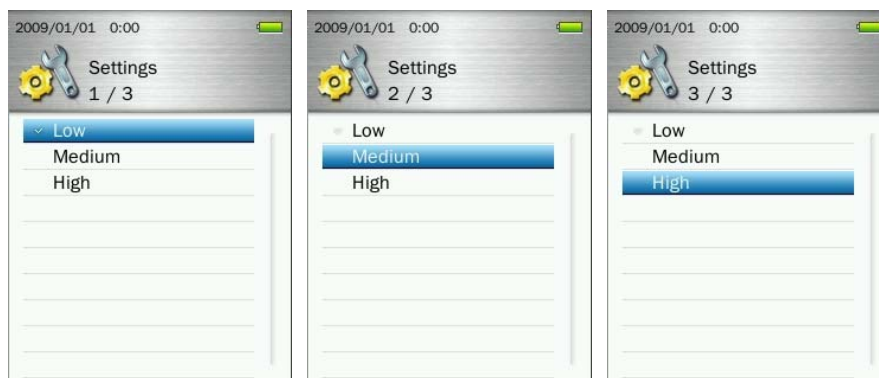 2009/01/01 0:00
Settings
1 / 3
Low
Medium
High
2009/01/01 0:00
Settings
2 / 3
Low
Medium
High
2009/01/01 0:00
Settings
3 / 3
Low
Medium
High